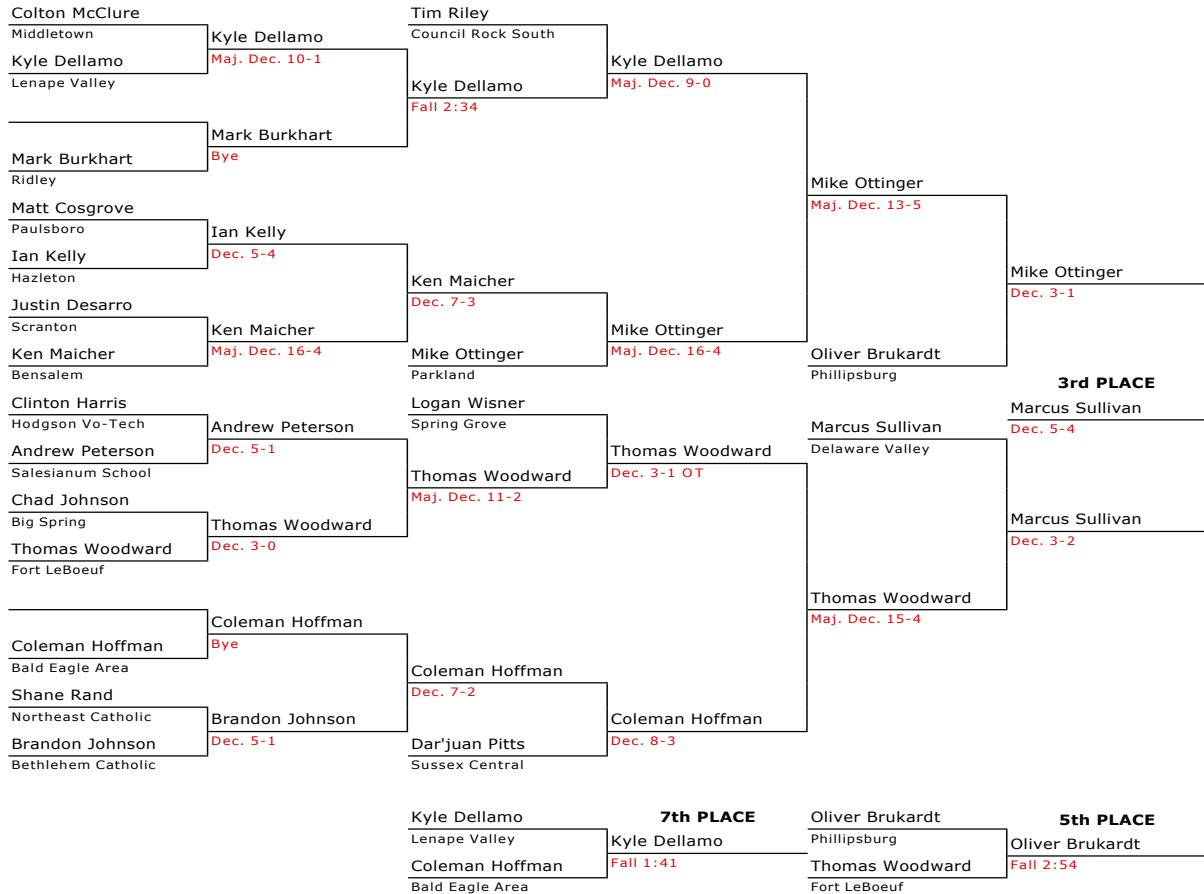 Colton McClure
Middletown
Kyle Dellamo
Lenape Valley
Mark Burkhart
Ridley
Matt Cosgrove
Paulsboro
Ian Kelly
Hazleton
Justin Desarro
Scranton
Ken Maicher
Bensalem
Clinton Harris
Hodgson Vo-Tech
Andrew Peterson
Salesianum School
Chad Johnson
Big Spring
Thomas Woodward
Fort LeBoeuf
Coleman Hoffman
Bald Eagle Area
Shane Rand
Northeast Catholic
Brandon Johnson
Bethlehem Catholic
Kyle Dellamo
Maj. Dec. 10-1
Mark Burkhart
Bye
Ian Kelly
Dec. 5-4
Ken Maicher
Maj. Dec. 16-4
Andrew Peterson
Dec. 5-1
Thomas Woodward
Dec. 3-0
Coleman Hoffman
Bye
Brandon Johnson
Dec. 5-1
Tim Riley
Council Rock South
Kyle Dellamo
Fall 2:34
Ken Maicher
Dec. 7-3
Mike Ottinger
Parkland
Logan Wisner
Spring Grove
Thomas Woodward
Maj. Dec. 11-2
Coleman Hoffman
Dec. 7-2
Dar'juan Pitts
Sussex Central
Kyle Dellamo
Maj. Dec. 9-0
Mike Ottinger
Maj. Dec. 16-4
Thomas Woodward
Dec. 3-1 OT
Coleman Hoffman
Dec. 8-3
Mike Ottinger
Maj. Dec. 13-5
Oliver Brukardt
Phillipsburg
Marcus Sullivan
Delaware Valley
Thomas Woodward
Maj. Dec. 15-4
Mike Ottinger
Dec. 3-1
3rd PLACE
Marcus Sullivan
Dec. 5-4
Marcus Sullivan
Dec. 3-2
Kyle Dellamo
Lenape Valley
Coleman Hoffman
Bald Eagle Area
7th PLACE
Kyle Dellamo
Fall 1:41
Oliver Brukardt
Phillipsburg
Thomas Woodward
Fort LeBoeuf
5th PLACE
Oliver Brukardt
Fall 2:54